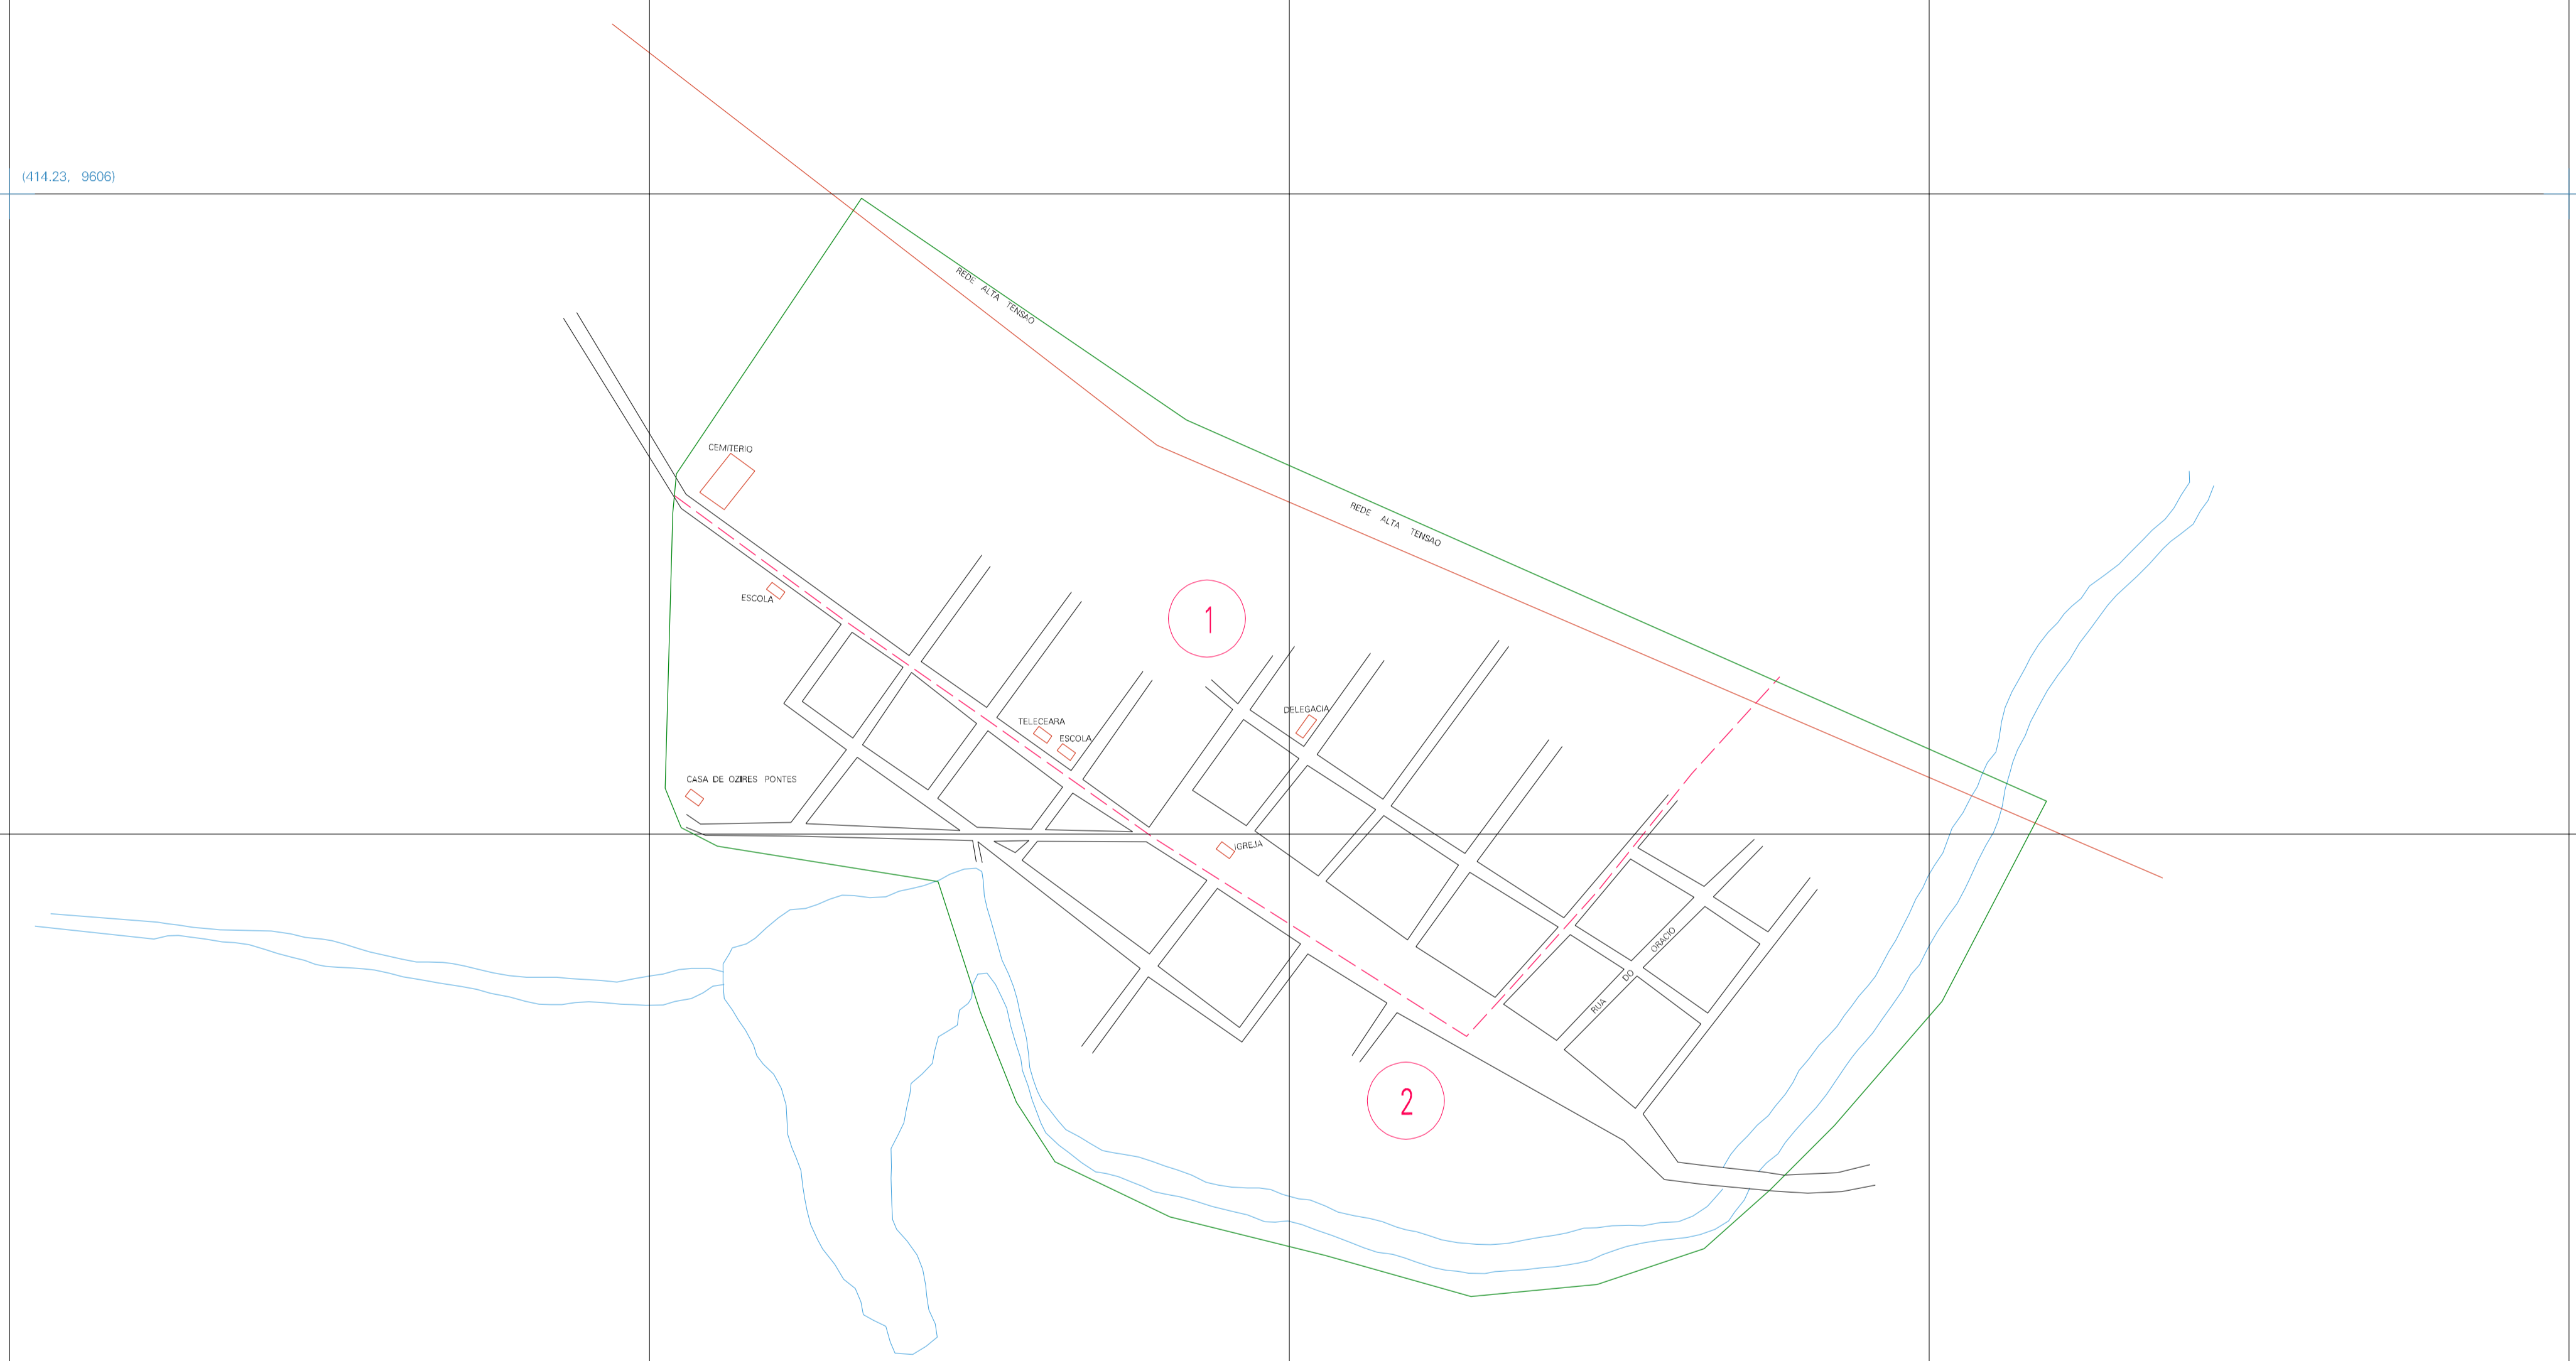 (414.23, 9606)
REDE ALTA TENSAO
CEMITERIO
REDE ALTA TENSAO
ESCOLA
1
DELEGACIA
TELECEARA
ESCOLA
CASA DE OZIRES PONTES
IGREJA
RUA DO ORACIO
2